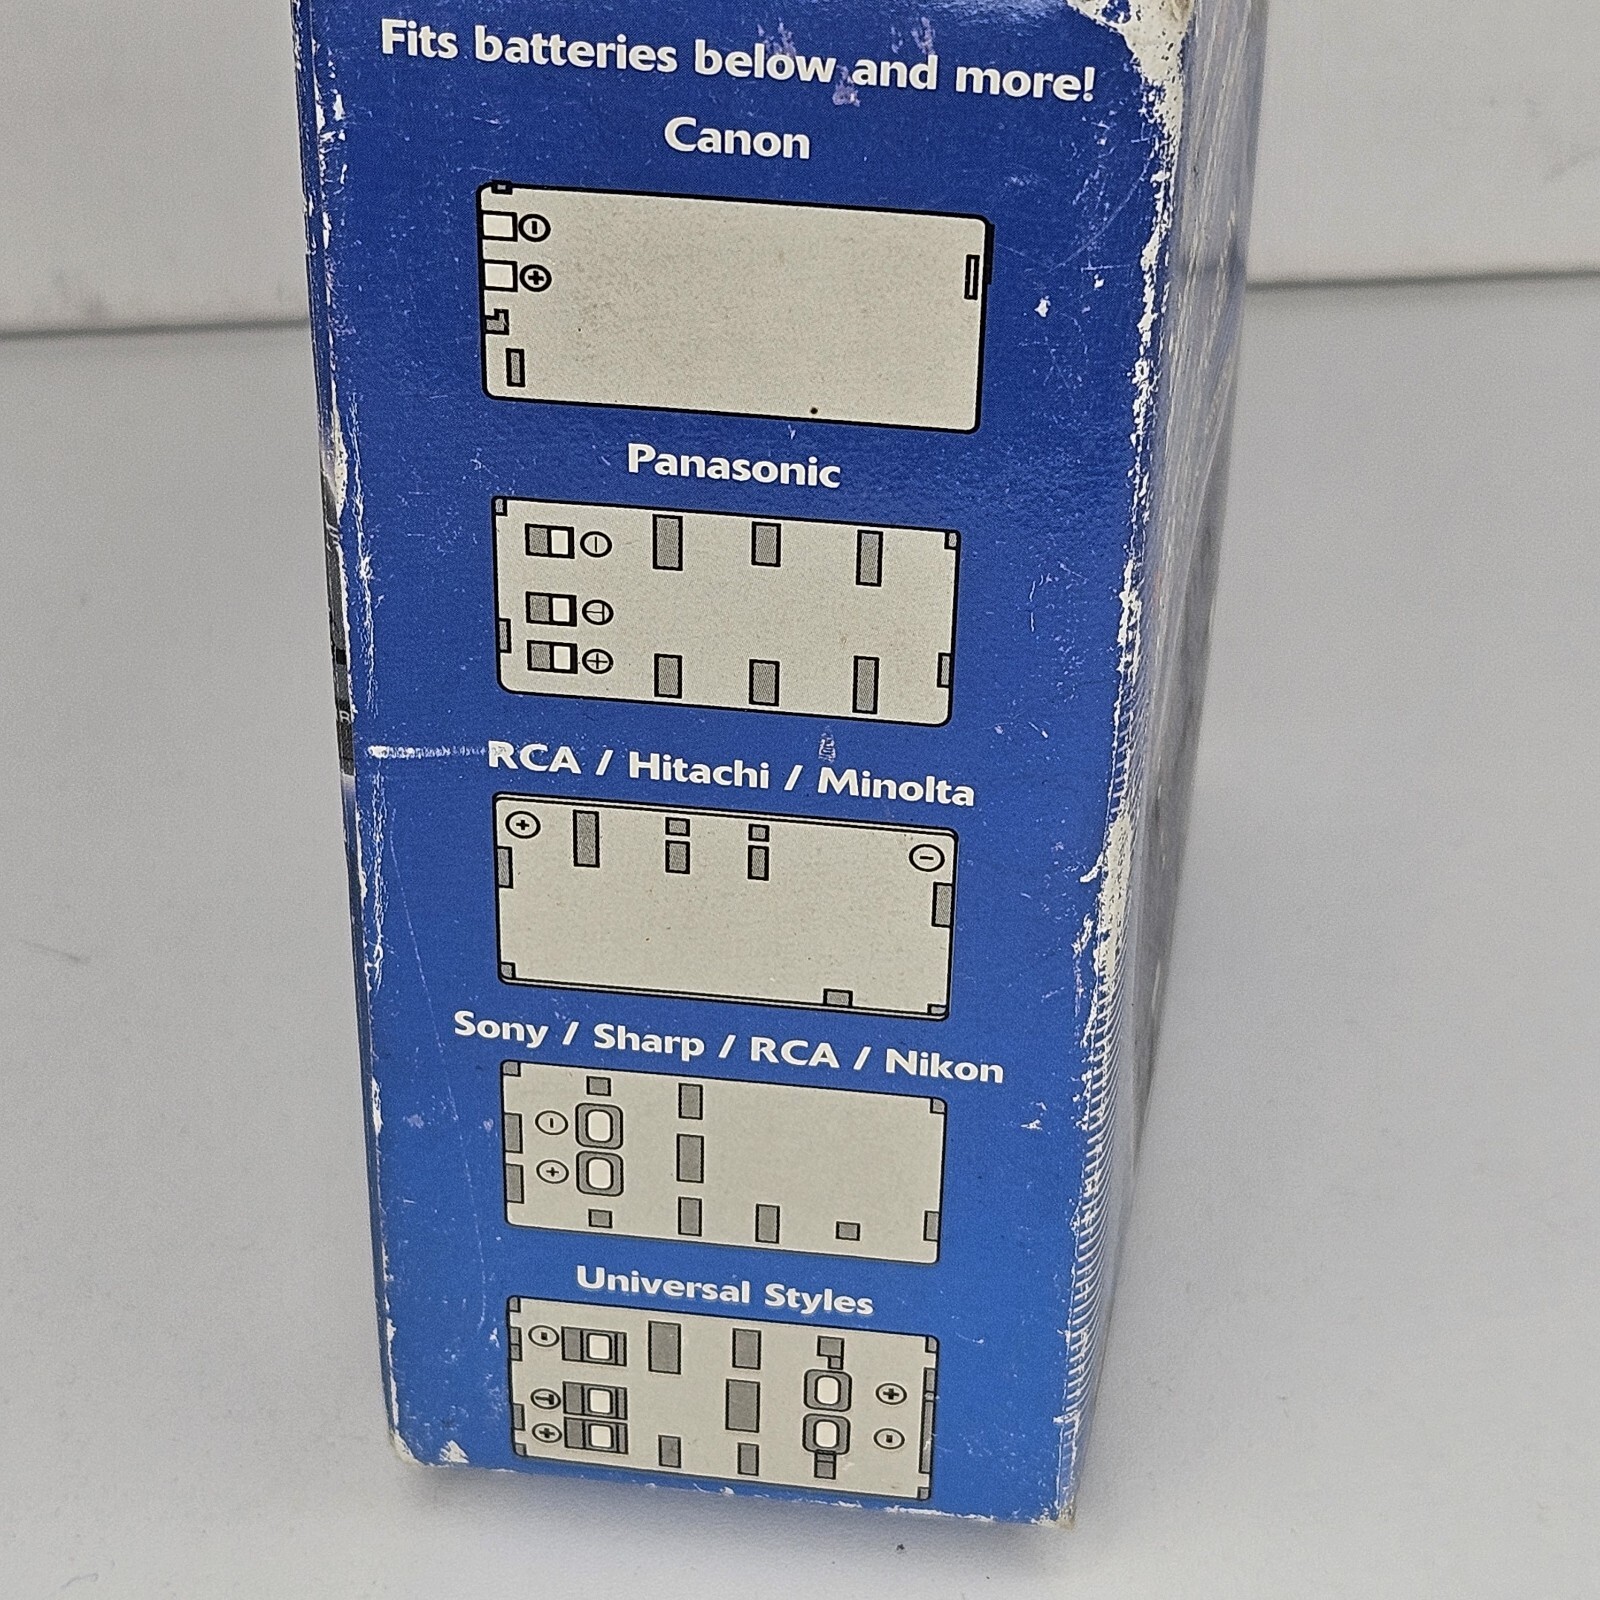 Fits batteries below and more!
Canon
Panasonic
RCA / Hitachi / Minolta
Sony / Sharp / RCA / Nikon
Universal Styles